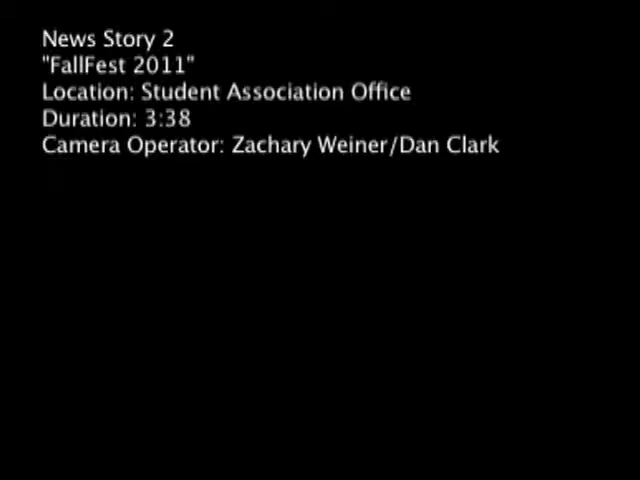 News Story 2
"FallFest 2011"
Location: Student Association Office
Duration: 3:38
Camera Operator: Zachary Weiner/Dan Clark